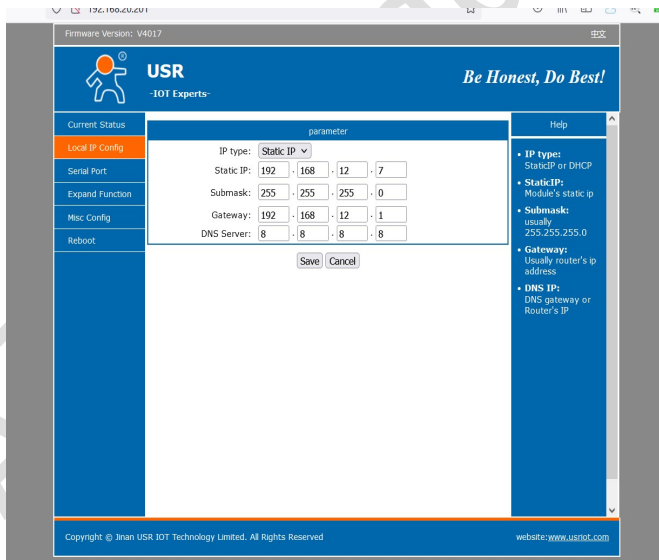 192.168.20.201
Firmware Version: V4017
中文
®
USR
-IOT Experts-
Be Honest, Do Best!
Current Status
Local IP Config
Serial Port
Expand Function
Misc Config
Reboot
parameter
IP type: Static IP
Static IP: 192 . 168 . 12 . 7
Submask: 255 . 255 . 255 . 0
Gateway: 192 . 168 . 12 . 1
DNS Server: 8 . 8 . 8 . 8
Save Cancel
Help
• IP type:
StaticIP or DHCP
• StaticIP:
Module's static ip
• Submask:
usually
255.255.255.0
• Gateway:
Usually router's ip
address
• DNS IP:
DNS gateway or
Router's IP
Copyright © Jinan USR IOT Technology Limited. All Rights Reserved
website:www.usriot.com